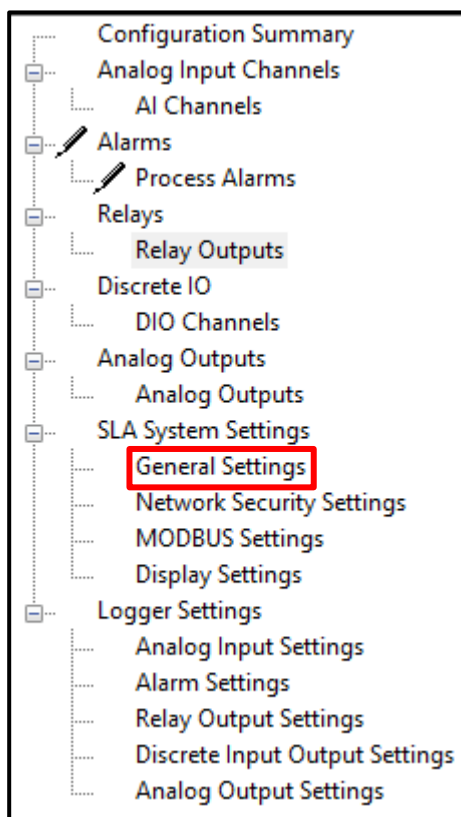 Configuration Summary
Analog Input Channels
AI Channels
Alarms
Process Alarms
Relays
Relay Outputs
Discrete IO
DIO Channels
Analog Outputs
Analog Outputs
SLA System Settings
General Settings
Network Security Settings
MODBUS Settings
Display Settings
Logger Settings
Analog Input Settings
Alarm Settings
Relay Output Settings
Discrete Input Output Settings
Analog Output Settings